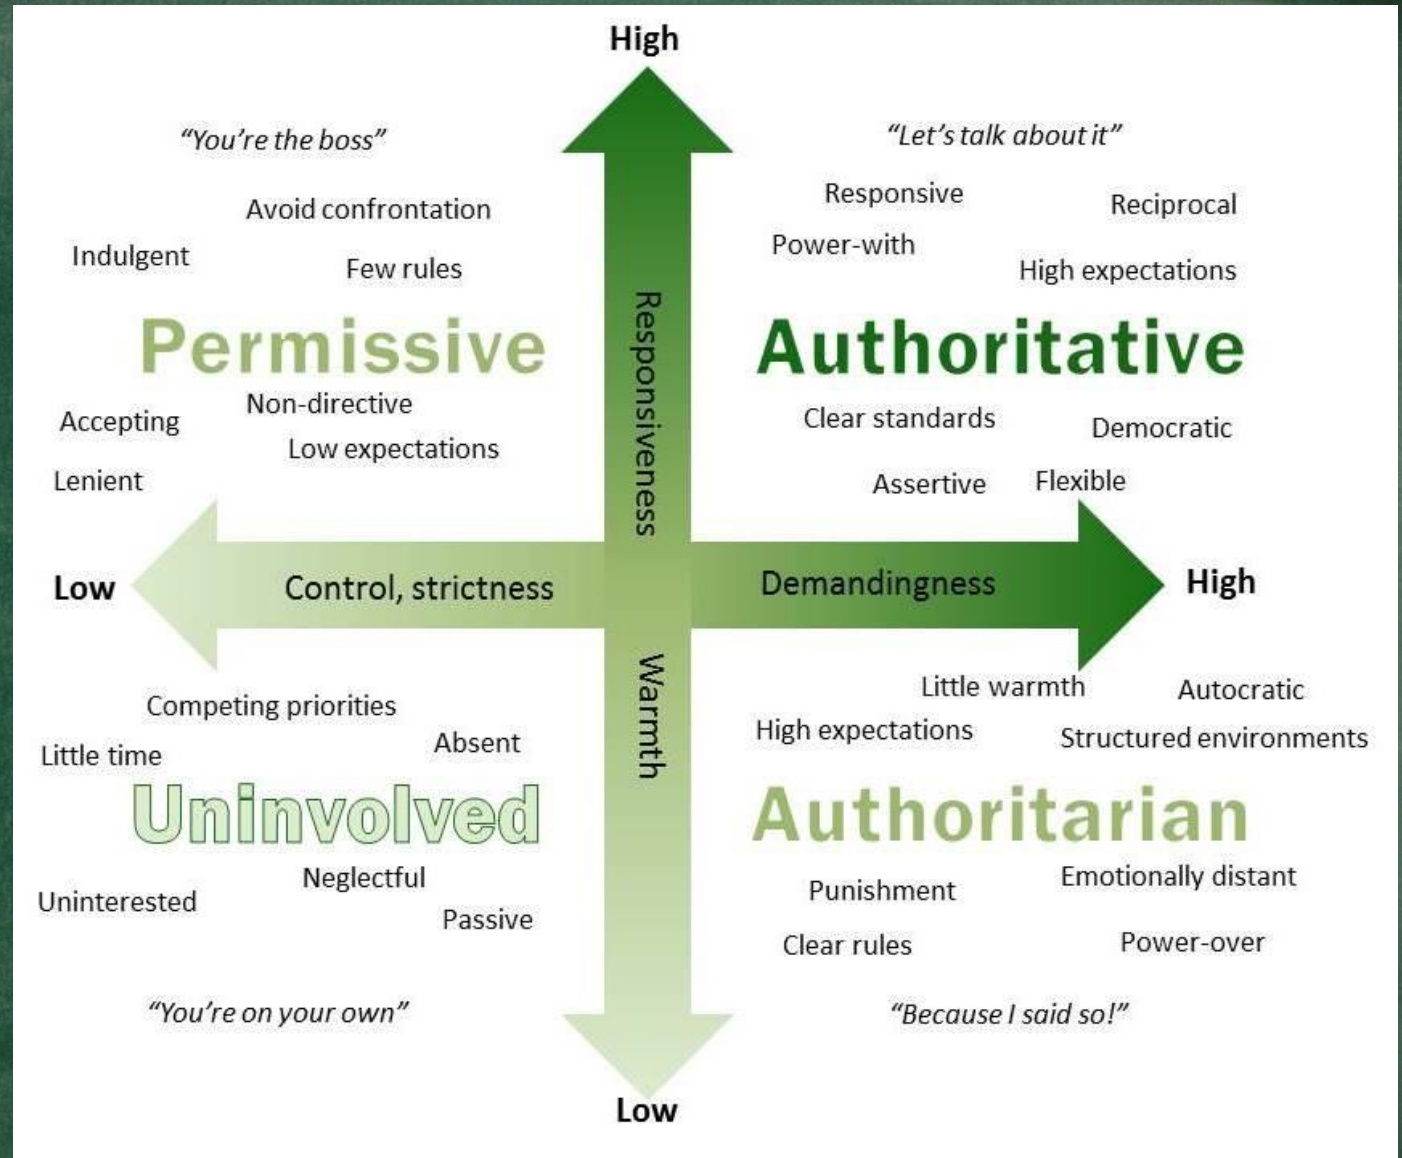 High
“You’re the boss”
Avoid confrontation
Indulgent
Few rules
Permissive
Non-directive
Accepting
Low expectations
Lenient
“Let’s talk about it”
Responsive
Reciprocal
Power-with
High expectations
Authoritative
Clear standards
Democratic
Assertive
Flexible
Responsiveness
Low
Control, strictness
Demandingness
High
Warmth
Competing priorities
Absent
Little time
Uninvolved
Neglectful
Uninterested
Passive
“You’re on your own”
Little warmth
Autocratic
High expectations
Structured environments
Authoritarian
Emotionally distant
Punishment
Clear rules
Power-over
“Because I said so!”
Low